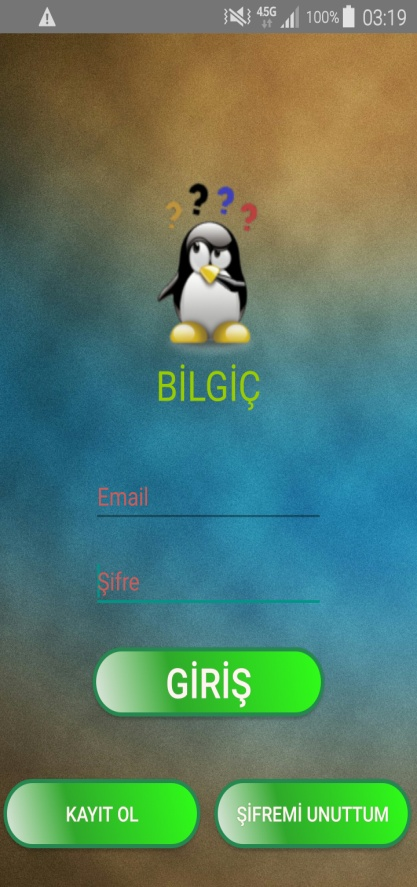 4.5G 100% 03:19
? ? ? ?
BİLGİÇ
Email
Şifre
GİRİŞ
KAYIT OL
ŞİFREMİ UNUTTUM